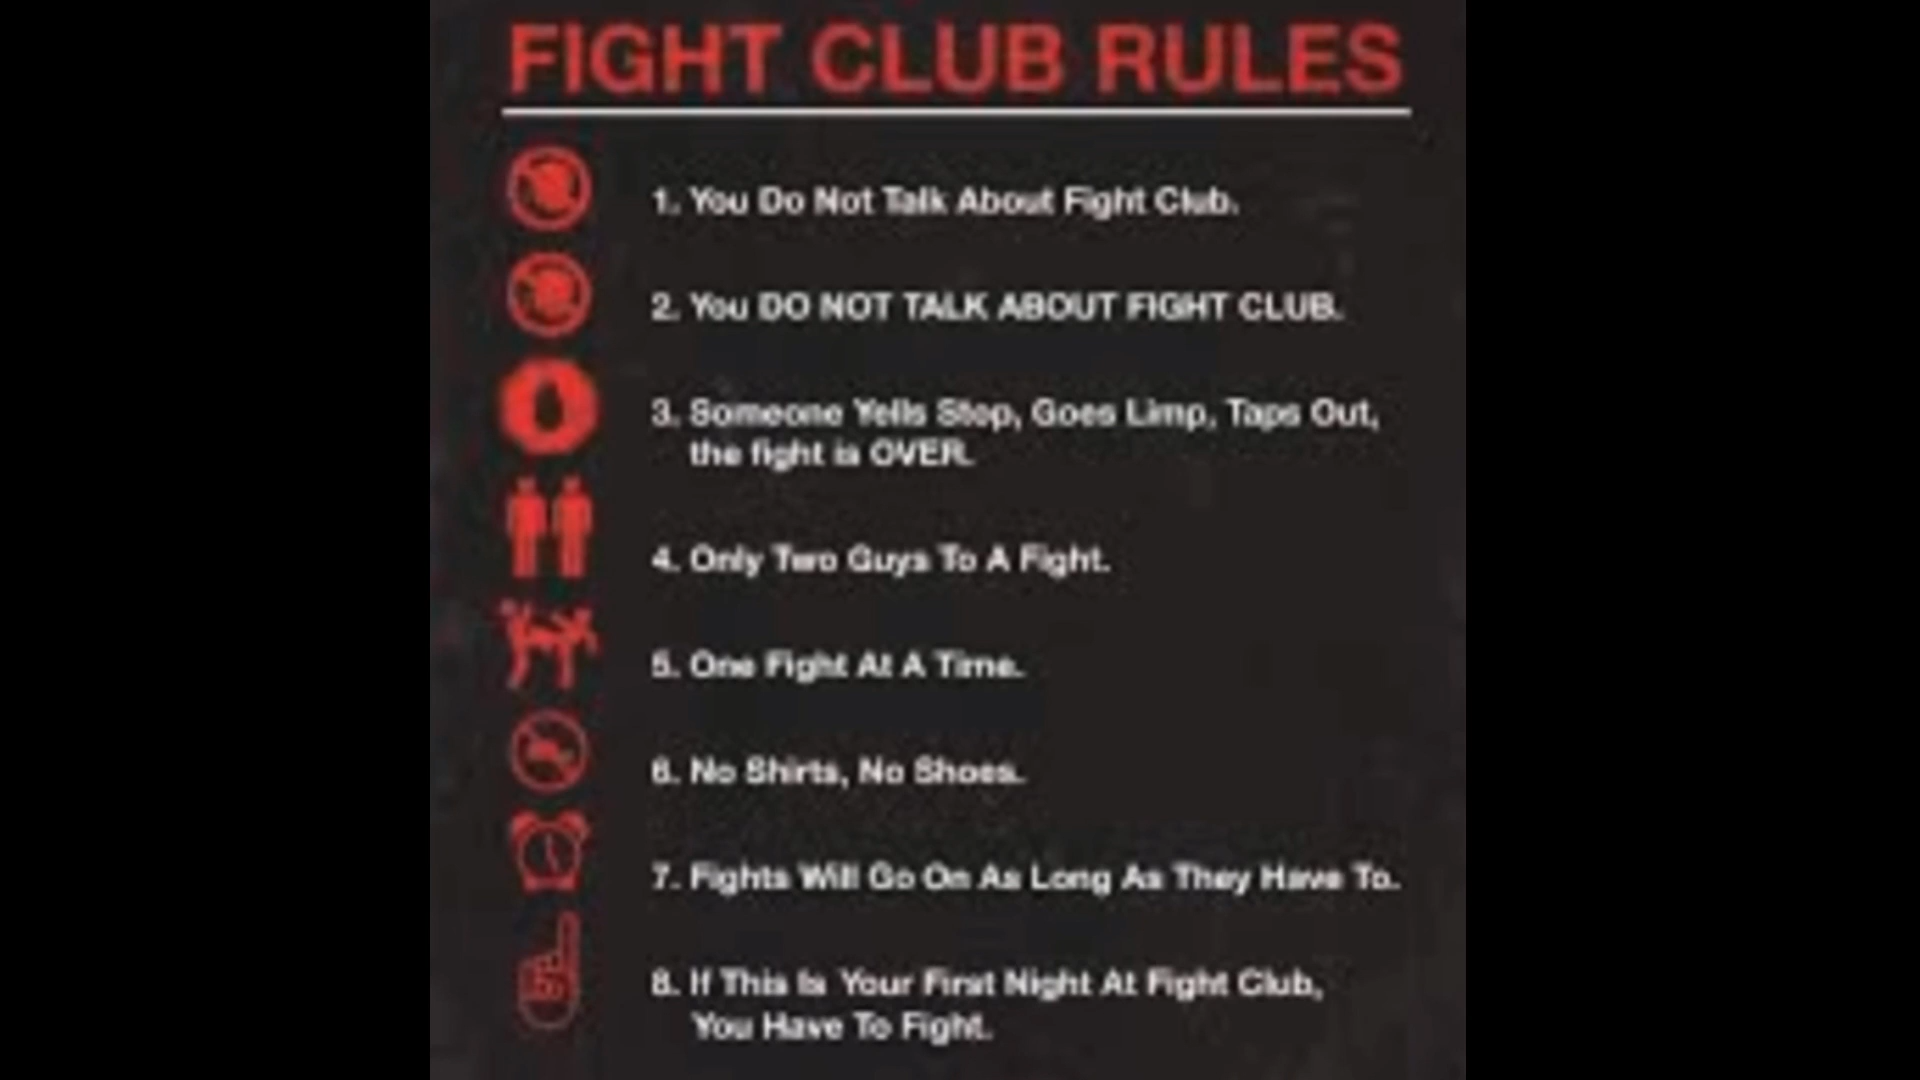 FIGHT CLUB RULES
1. You Do Not Talk About Fight Club.
2. You DO NOT TALK ABOUT FIGHT CLUB.
3. Someone Yells Stop, Goes Limp, Taps Out,
the fight is OVER.
4. Only Two Guys To A Fight.
5. One Fight At A Time.
6. No Shirts, No Shoes.
7. Fights Will Go On As Long As They Have To.
8. If This Is Your First Night At Fight Club,
You Have To Fight.